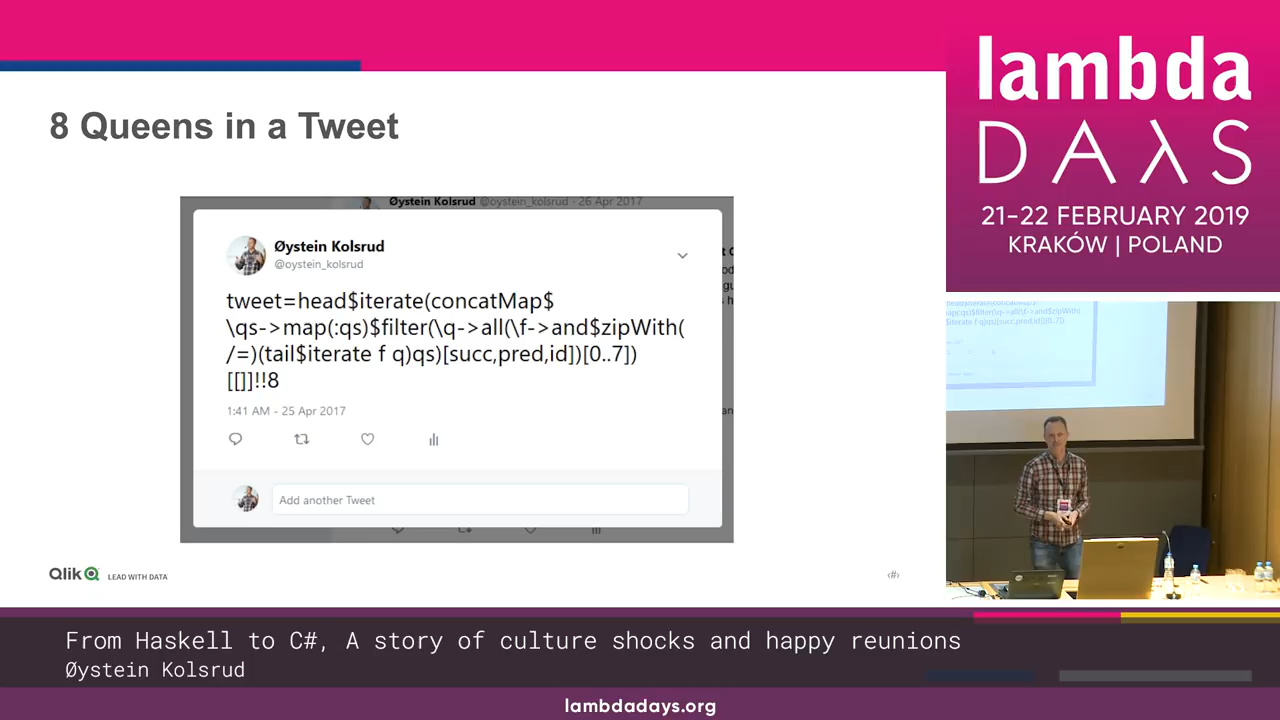 8 Queens in a Tweet
Øystein Kolsrud @oystein_kolsrud - 26 Apr 2017
Øystein Kolsrud
@oystein_kolsrud
tweet=head$iterate(concatMap$
\qs->map(:qs)$filter(\q->all(\f->and$zipWith(
/=)(tail$iterate f q)qs)[succ,pred,id])[0..7])
[[]]!!8
1:41 AM - 25 Apr 2017
Add another Tweet
Qlik LEAD WITH DATA
‹#›
lambda
DAλS
21-22 FEBRUARY 2019
KRAKÓW | POLAND
From Haskell to C#, A story of culture shocks and happy reunions
Øystein Kolsrud
lambdadays.org